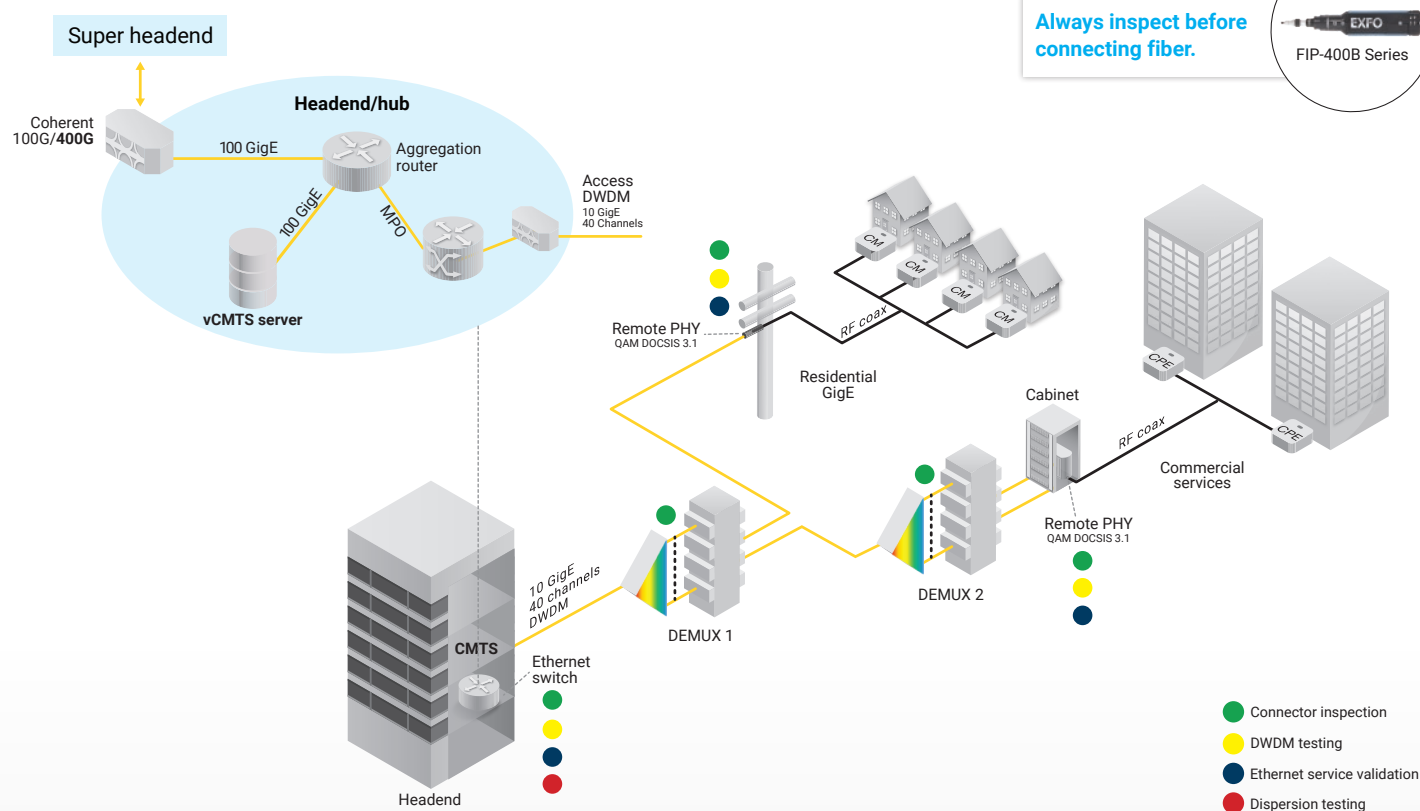 Always inspect before
connecting fiber.
EXFO
FIP-400B Series
Super headend
Headend/hub
Coherent
100G/400G
100 GigE
Aggregation
router
100 GigE
MPO
Access
DWDM
10 GigE
40 Channels
vCMTS server
CM
CM
CM
CM
Remote PHY
QAM DOCSIS 3.1
RF coax
Residential
GigE
CPE
CPE
Cabinet
RF coax
Commercial
services
Remote PHY
QAM DOCSIS 3.1
DEMUX 2
10 GigE
40 channels
DWDM
DEMUX 1
CMTS
Ethernet
switch
Headend
Connector inspection
DWDM testing
Ethernet service validation
Dispersion testing